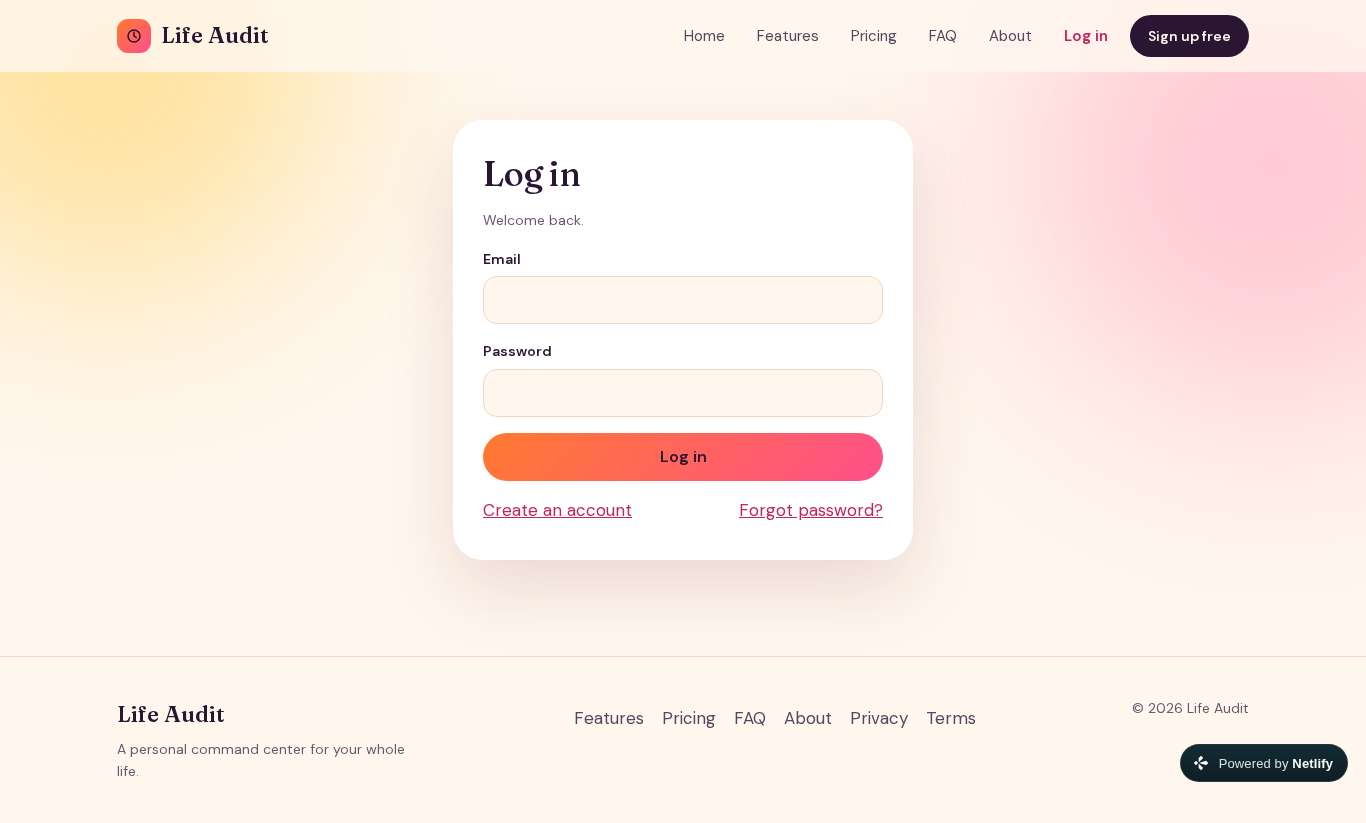 Life Audit
Home Features Pricing FAQ About Log in Sign up free
Log in
Welcome back.
Email
Password
Log in
Create an account Forgot password?
Life Audit
A personal command center for your whole
life.
Features Pricing FAQ About Privacy Terms
© 2026 Life Audit
Powered by Netlify